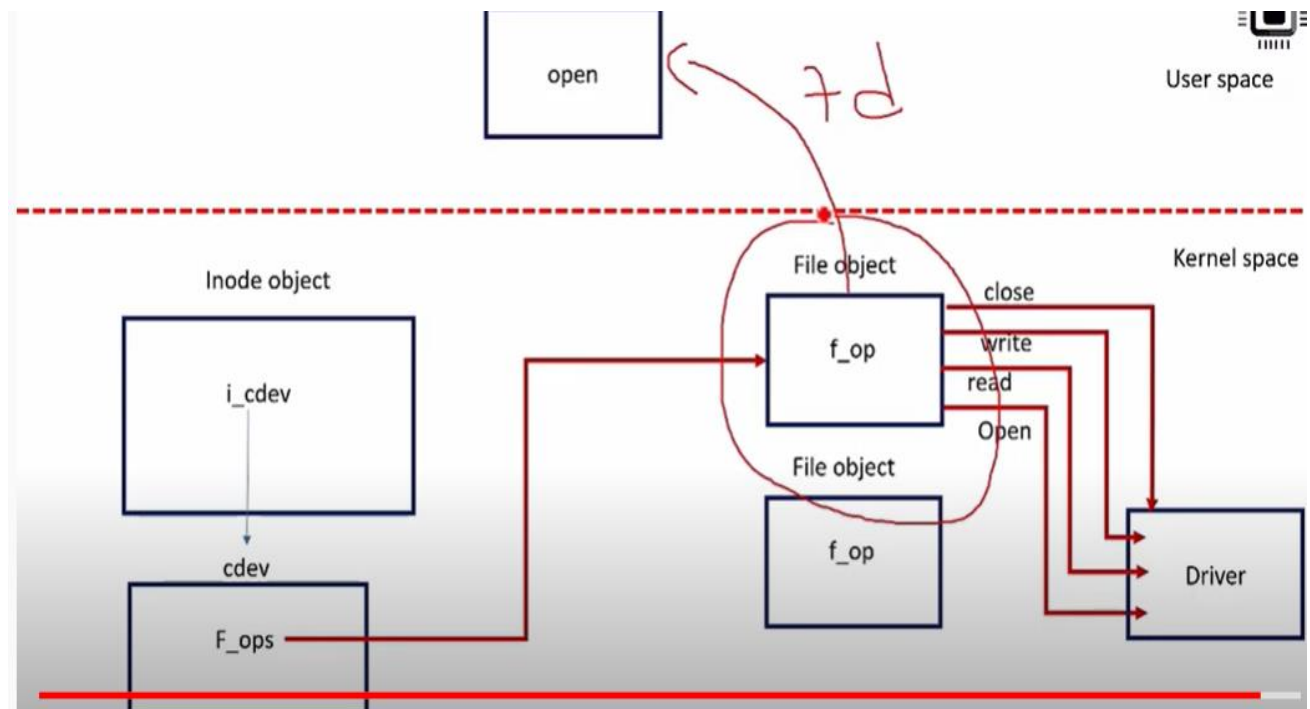 open
7d
User space
Kernel space
Inode object
File object
close
f_op
write
i_cdev
read
Open
File object
f_op
cdev
Driver
F_ops